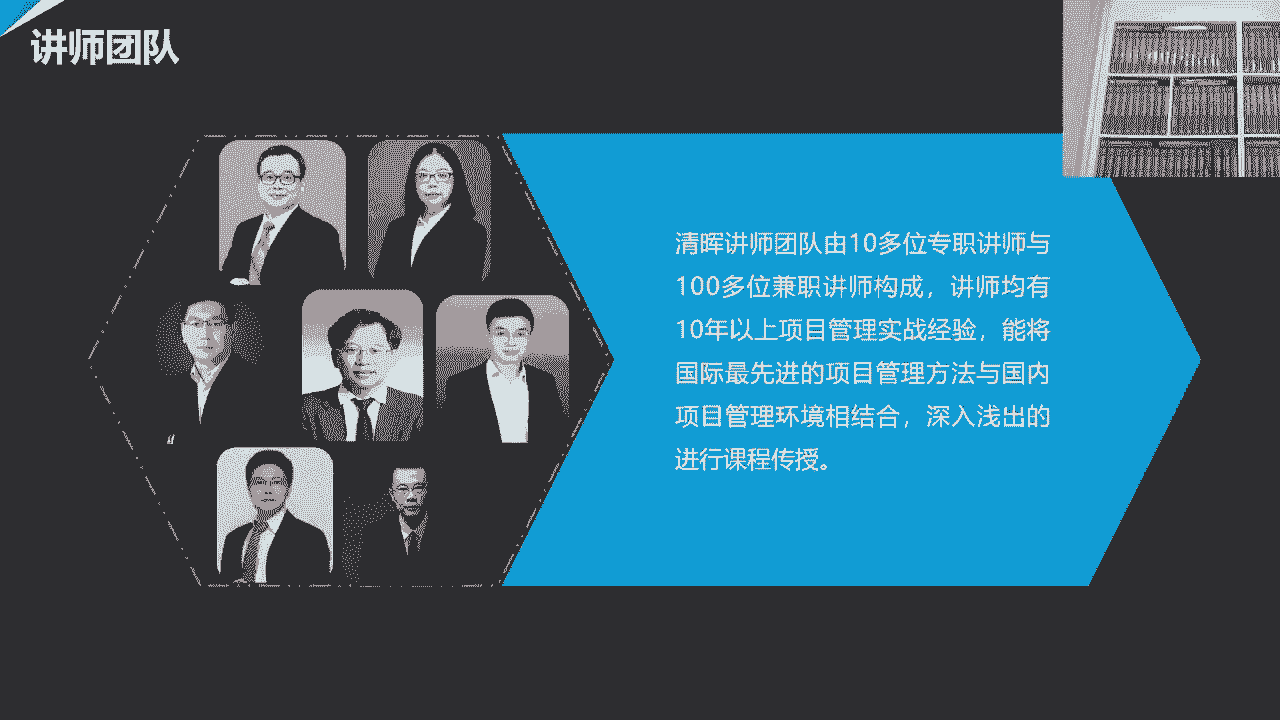 讲师团队
清晖讲师团队由10多位专职讲师与
100多位兼职讲师构成，讲师均有
10年以上项目管理实战经验，能将
国际最先进的项目管理方法与国内
项目管理环境相结合，深入浅出的
进行课程传授。